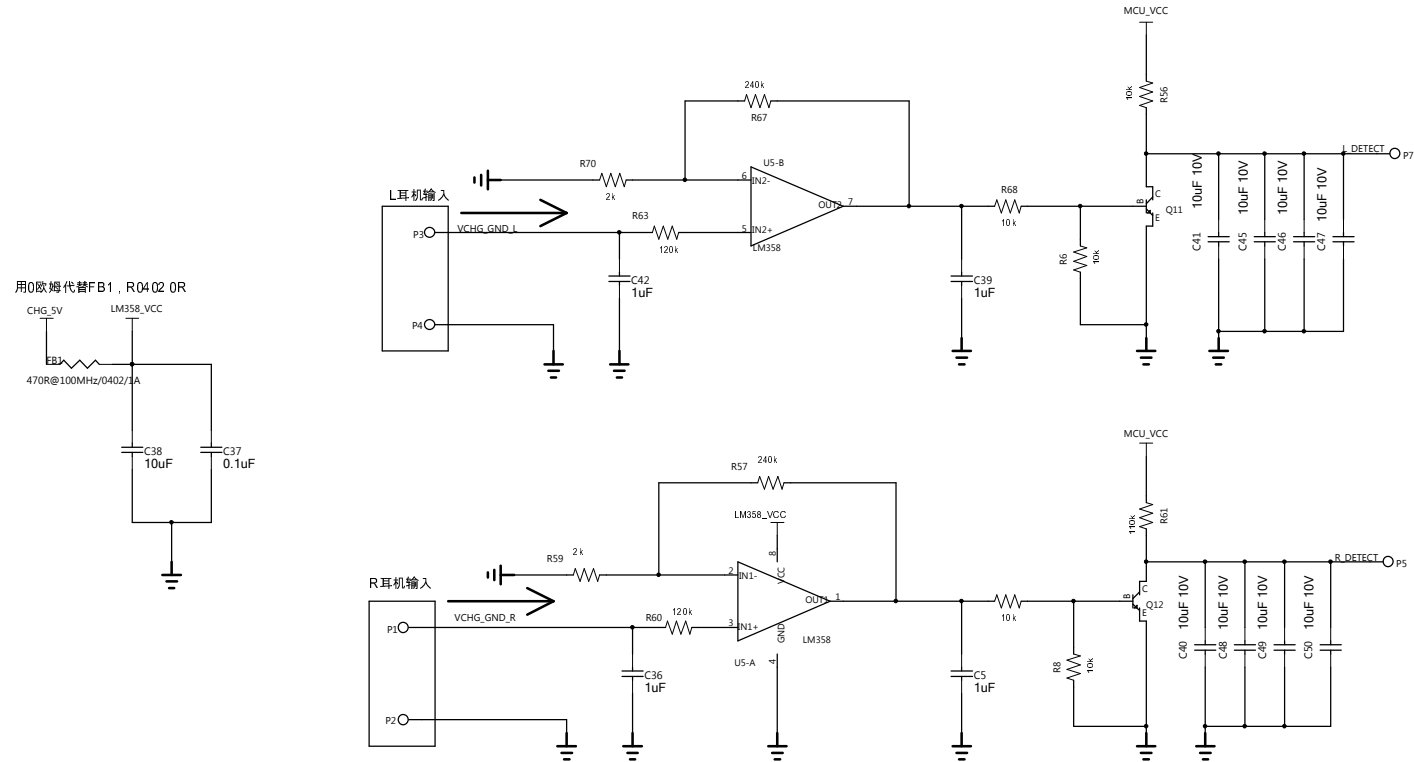 用0欧姆代替FB1，R0402 0R
CHG_5V
LM358_VCC
FB1
470R@100MHz/0402/1A
C38
10uF
C37
0.1uF
L耳机输入
P3
VCHG_GND_L
P4
C42
1uF
R70
2k
R63
120k
240k
R67
U5-B
6
IN2-
5
IN2+
OUT2
7
LM358
C39
1uF
R68
10k
R6
10k
MCU_VCC
10k
R56
B
C
E
Q11
L_DETECT
P7
C41
10uF 10V
C45
10uF 10V
C46
10uF 10V
C47
10uF 10V
R耳机输入
P1
VCHG_GND_R
P2
C36
1uF
R59
2k
R60
120k
R57
240k
LM358_VCC
8
VCC
2
IN1-
3
IN1+
OUT1
1
GND
4
U5-A
LM358
C5
1uF
10k
R8
10k
MCU_VCC
110k
R61
B
C
E
Q12
R_DETECT
P5
C40
10uF 10V
C48
10uF 10V
C49
10uF 10V
C50
10uF 10V